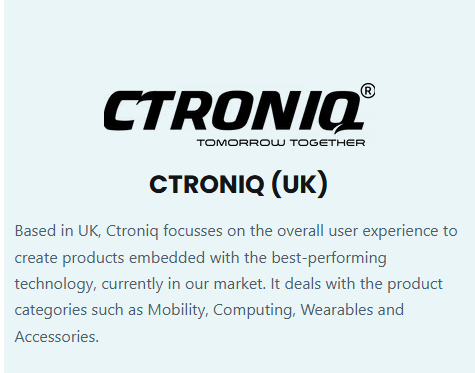 CTRONIQ®
TOMORROW TOGETHER
CTRONIQ (UK)
Based in UK, Ctroniq focusses on the overall user experience to
create products embedded with the best-performing
technology, currently in our market. It deals with the product
categories such as Mobility, Computing, Wearables and
Accessories.